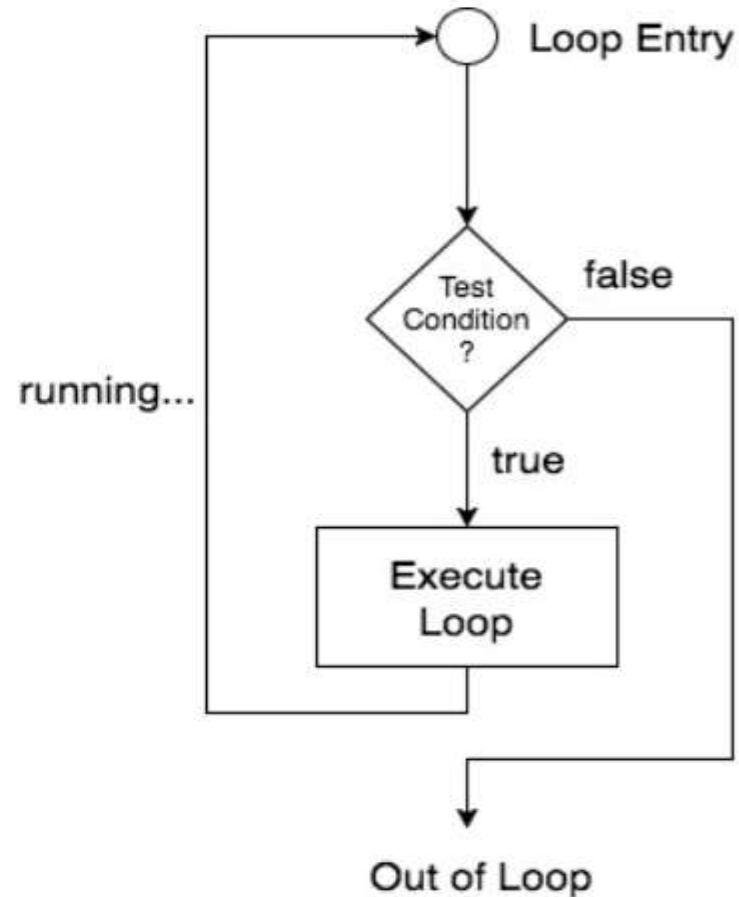 Loop Entry
Test
Condition
?
false
running...
true
Execute
Loop
Out of Loop